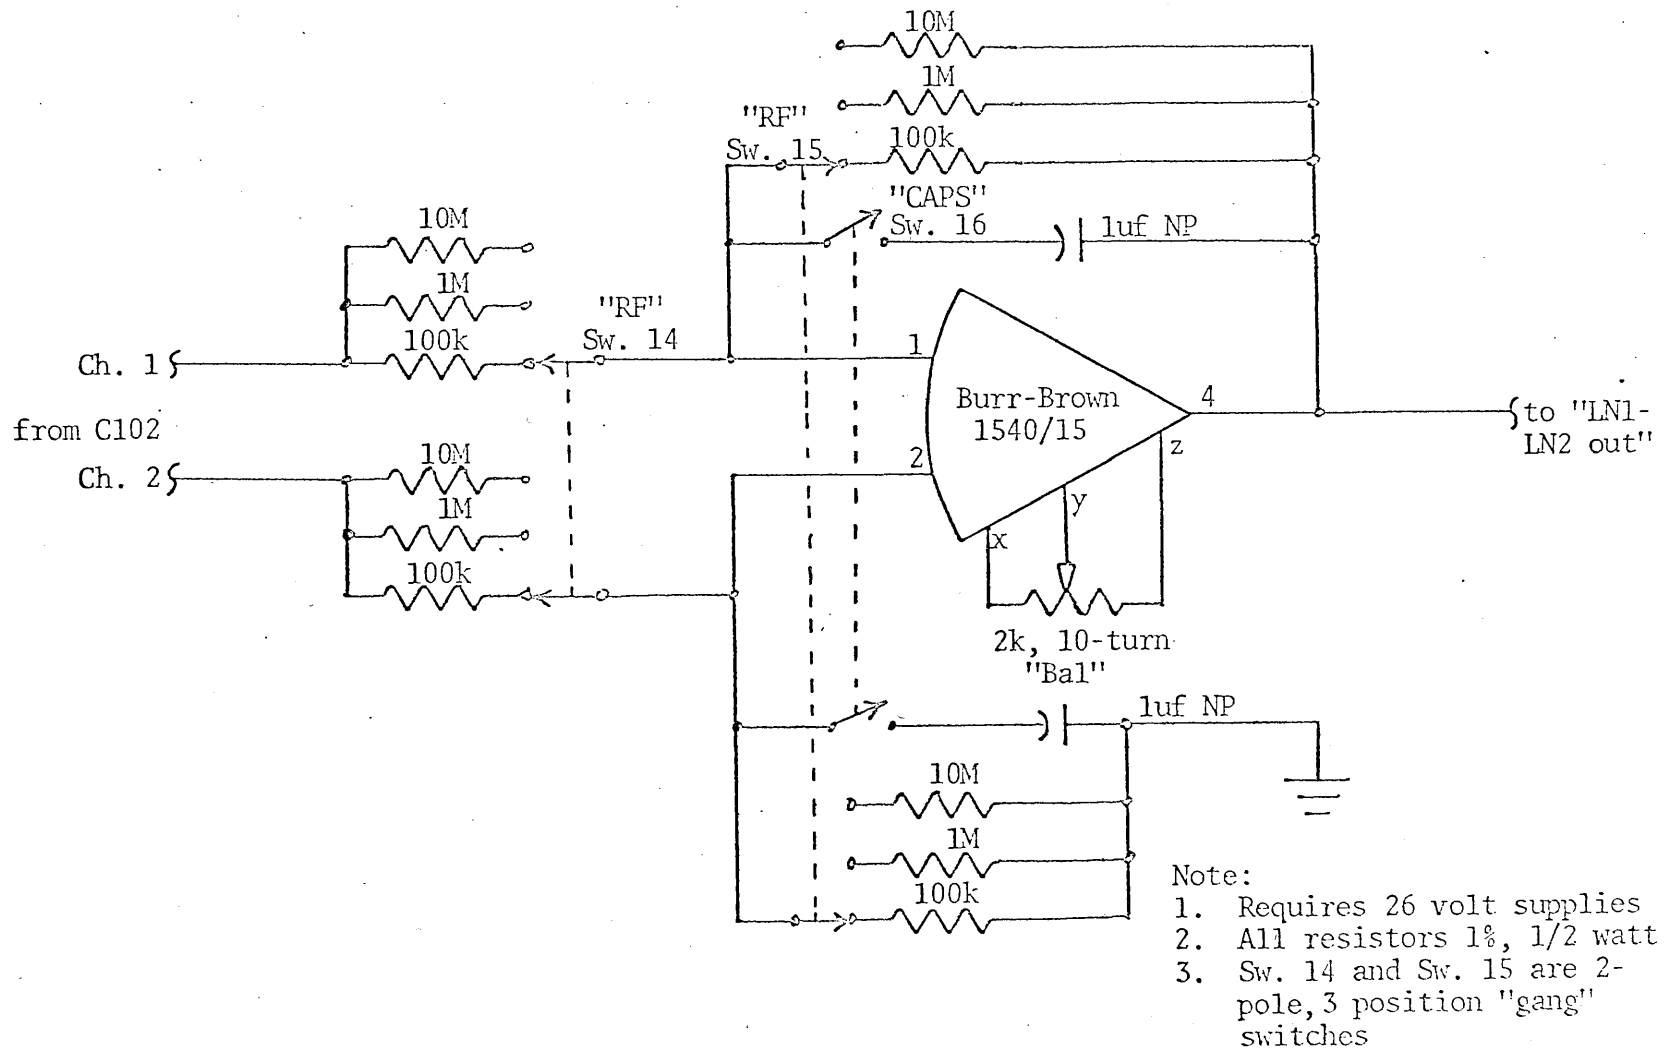 10M
1M
"RF"
Sw. 15
100k
"CAPS"
Sw. 16
1uf NP
10M
1M
"RF"
Sw. 14
100k
Ch. 1
1
Burr-Brown
1540/15
4
to "LN1-
LN2 out"
from C102
10M
2
z
Ch. 2
1M
y
x
100k
2k, 10-turn
"Bal"
1uf NP
10M
1M
100k
Note:
1. Requires 26 volt supplies
2. All resistors 1%, 1/2 watt
3. Sw. 14 and Sw. 15 are 2-
pole, 3 position "gang"
switches